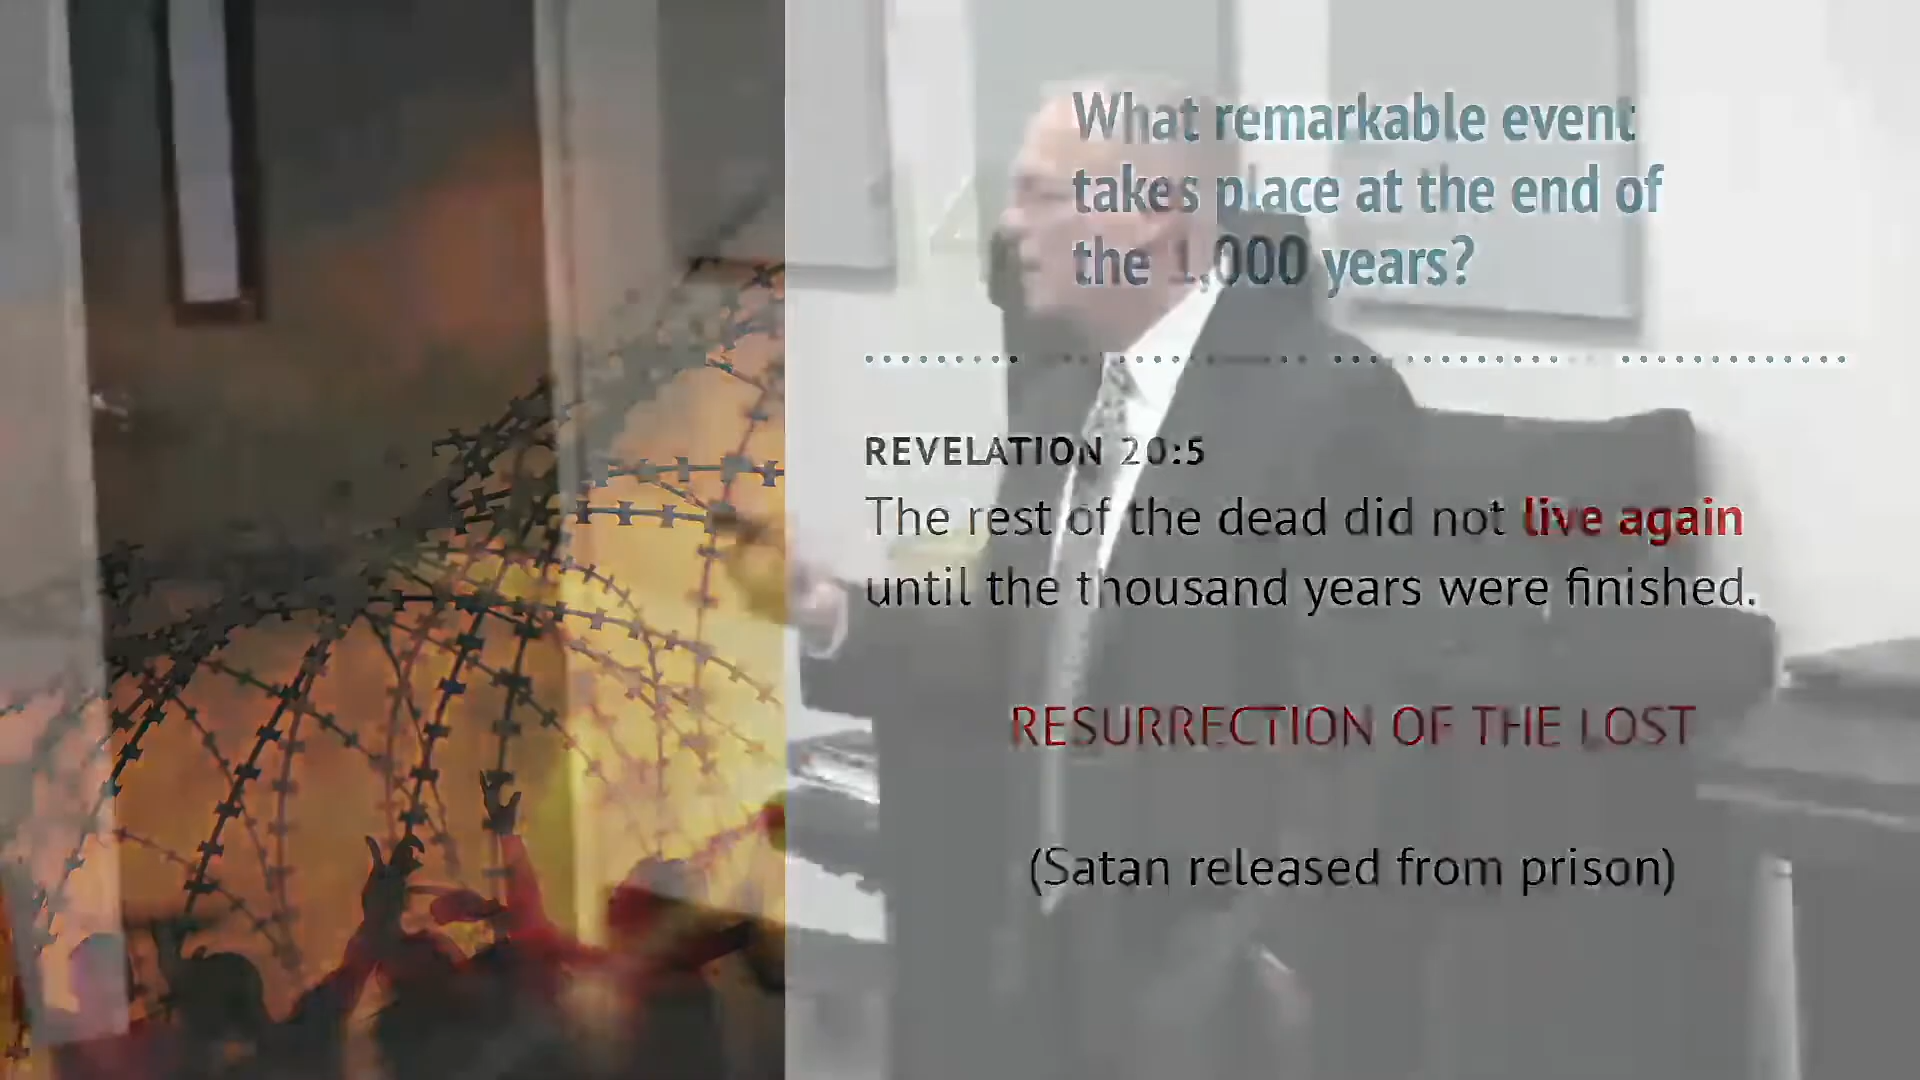 What remarkable event
takes place at the end of
the 1,000 years?
REVELATION 20:5
The rest of the dead did not live again
until the thousand years were finished.
RESURRECTION OF THE LOST
(Satan released from prison)